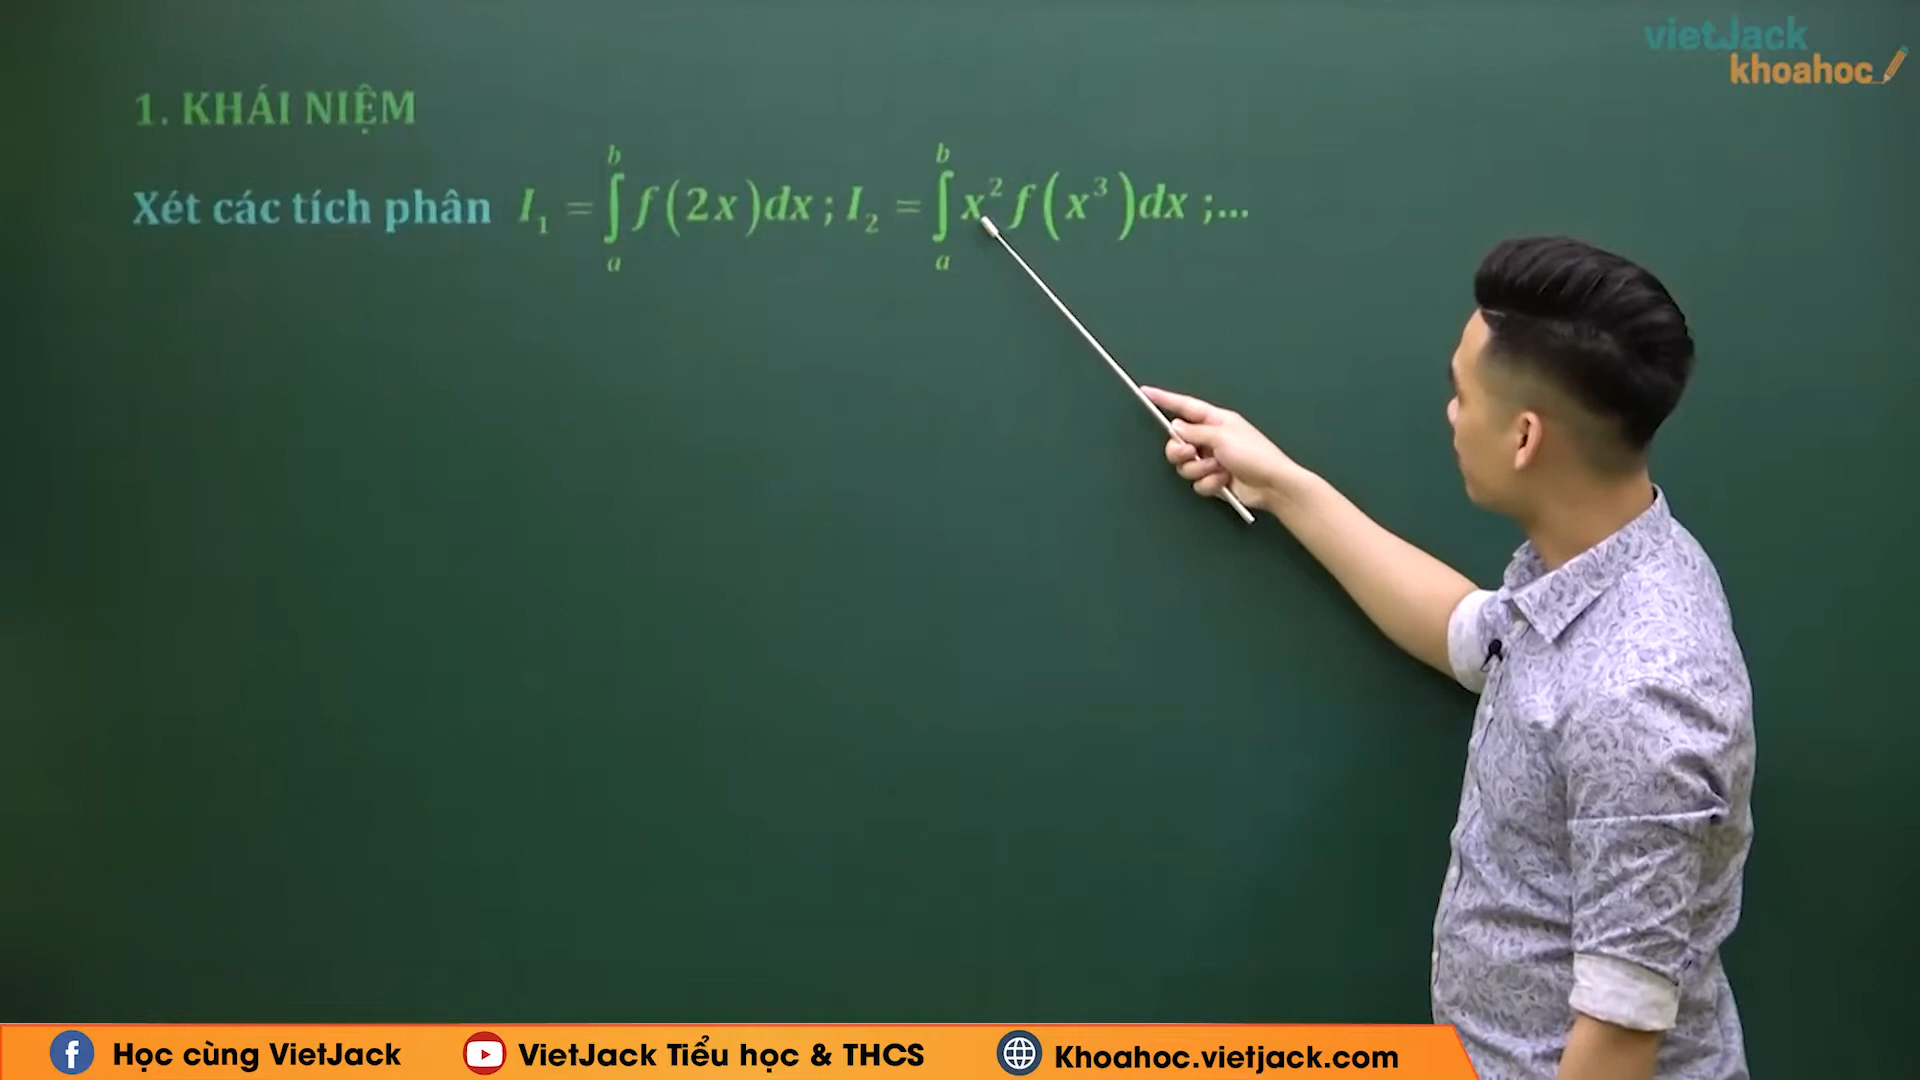 vietJack
khoahoc
1. KHÁI NIỆM
Xét các tích phân I₁ = ∫ₐᵇ f(2x)dx ; I₂ = ∫ₐᵇ x² f(x³)dx ;...
Học cùng VietJack
VietJack Tiểu học & THCS
Khoahoc.vietjack.com